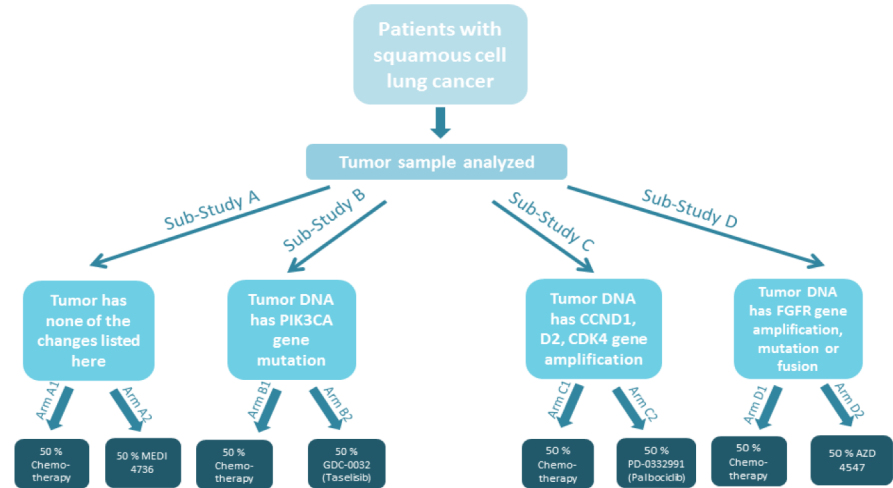 Patients with
squamous cell
lung cancer
Tumor sample analyzed
Sub-Study A
Sub-Study B
Sub-Study C
Sub-Study D
Tumor has
none of the
changes listed
here
Tumor DNA
has PIK3CA
gene
mutation
Tumor DNA
has CCND1,
D2, CDK4 gene
amplification
Tumor DNA
has FGFR gene
amplification,
mutation or
fusion
Arm A1
Arm A2
Arm B1
Arm B2
Arm C1
Arm C2
Arm D1
Arm D2
50 %
Chemo-
therapy
50 % MEDI
4736
50 %
Chemo-
therapy
50 %
GDC-0032
(Taselisib)
50 %
Chemo-
therapy
50 %
PD-0332991
(Palbocidib)
50 %
Chemo-
therapy
50 % AZD
4547